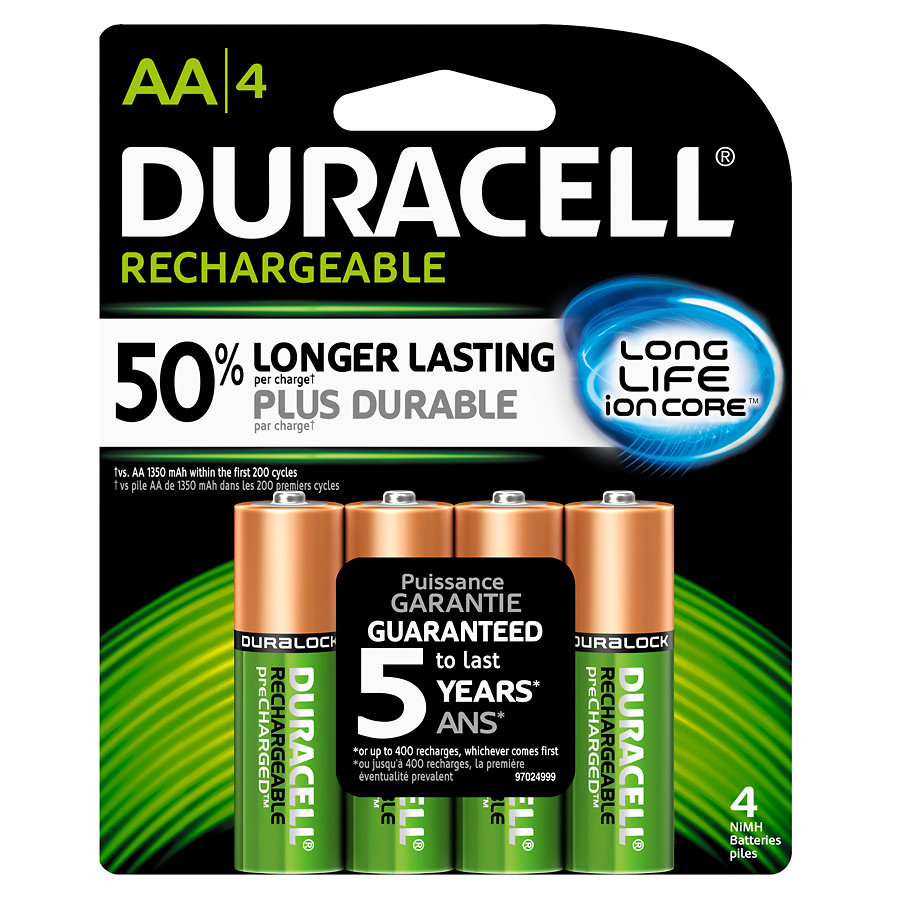 AA|4
DURACELL®
RECHARGEABLE
50% LONGER LASTING
per charge†
PLUS DURABLE
par charge†
LONG
LIFE
ion CORE™
†vs. AA 1350 mAh within the first 200 cycles
† vs pile AA de 1350 mAh dans les 200 premiers cycles
Puissance
GARANTIE
GUARANTEED
5 to last
YEARS*
ANS*
*or up to 400 recharges, whichever comes first
*ou jusqu'à 400 recharges, la première
éventualité prevalent 97024999
DURALOCK
DURACELL®
RECHARGEABLE
PRECHARGED™
DURALOCK
DURACELL®
RECHARGEABLE
PRECHARGED™
4
NiMH
Batteries
piles